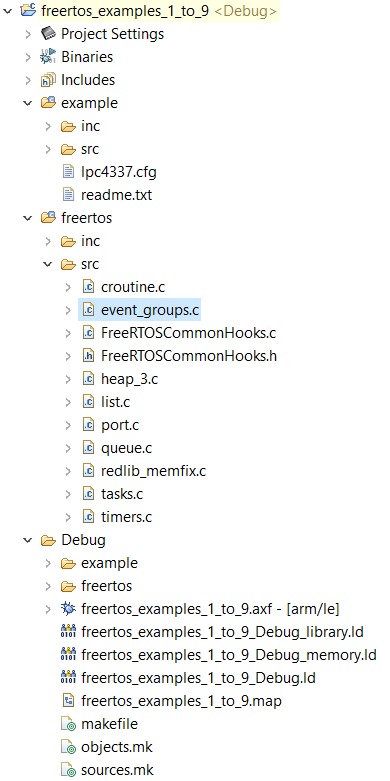 freertos_examples_1_to_9 <Debug>
Project Settings
Binaries
Includes
example
inc
src
lpc4337.cfg
readme.txt
freertos
inc
src
croutine.c
event_groups.c
FreeRTOSCommonHooks.c
FreeRTOSCommonHooks.h
heap_3.c
list.c
port.c
queue.c
redlib_memfix.c
tasks.c
timers.c
Debug
example
freertos
freertos_examples_1_to_9.axf - [arm/le]
freertos_examples_1_to_9_Debug_library.ld
freertos_examples_1_to_9_Debug_memory.ld
freertos_examples_1_to_9_Debug.ld
freertos_examples_1_to_9.map
makefile
objects.mk
sources.mk